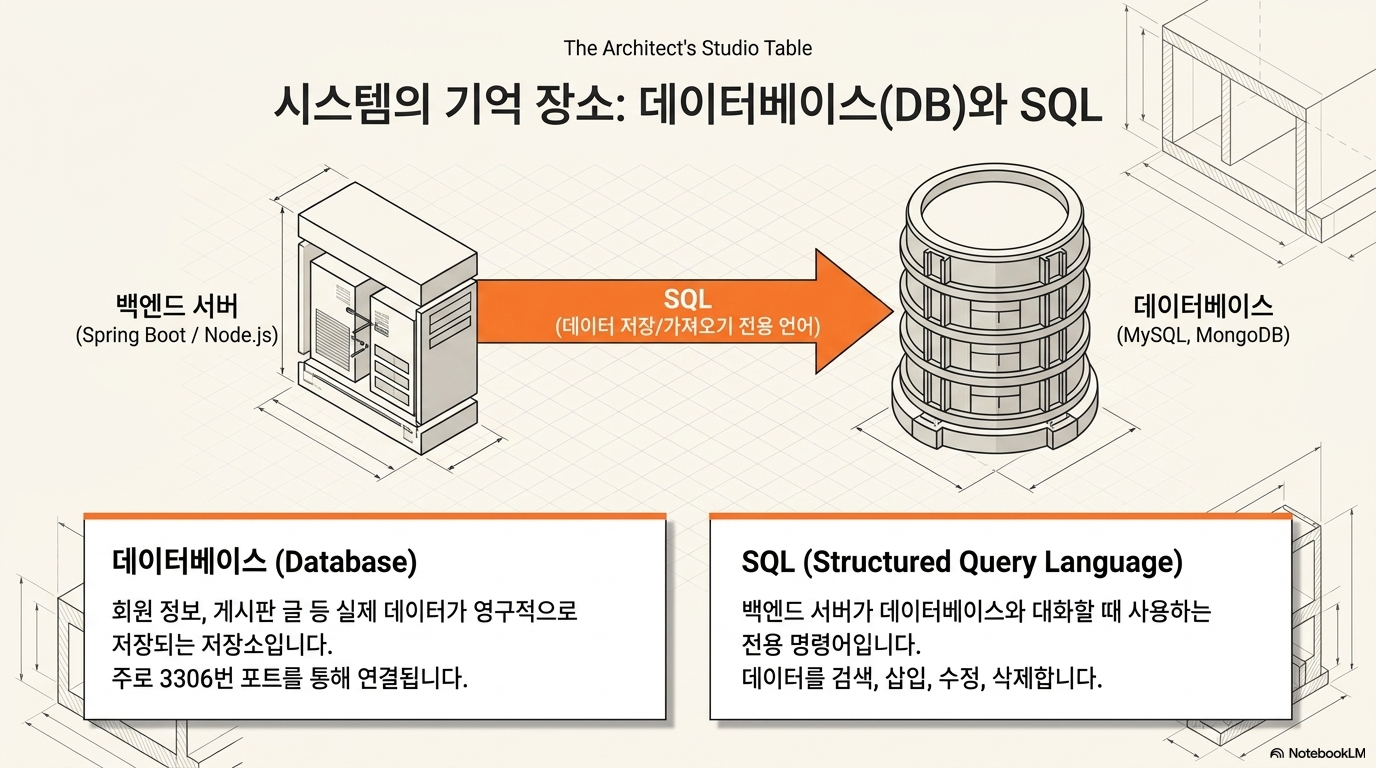 The Architect's Studio Table
시스템의 기억 장소: 데이터베이스(DB)와 SQL
백엔드 서버
(Spring Boot / Node.js)
SQL
(데이터 저장/가져오기 전용 언어)
데이터베이스
(MySQL, MongoDB)
데이터베이스 (Database)
회원 정보, 게시판 글 등 실제 데이터가 영구적으로
저장되는 저장소입니다.
주로 3306번 포트를 통해 연결됩니다.
SQL (Structured Query Language)
백엔드 서버가 데이터베이스와 대화할 때 사용하는
전용 명령어입니다.
데이터를 검색, 삽입, 수정, 삭제합니다.
NotebookLM